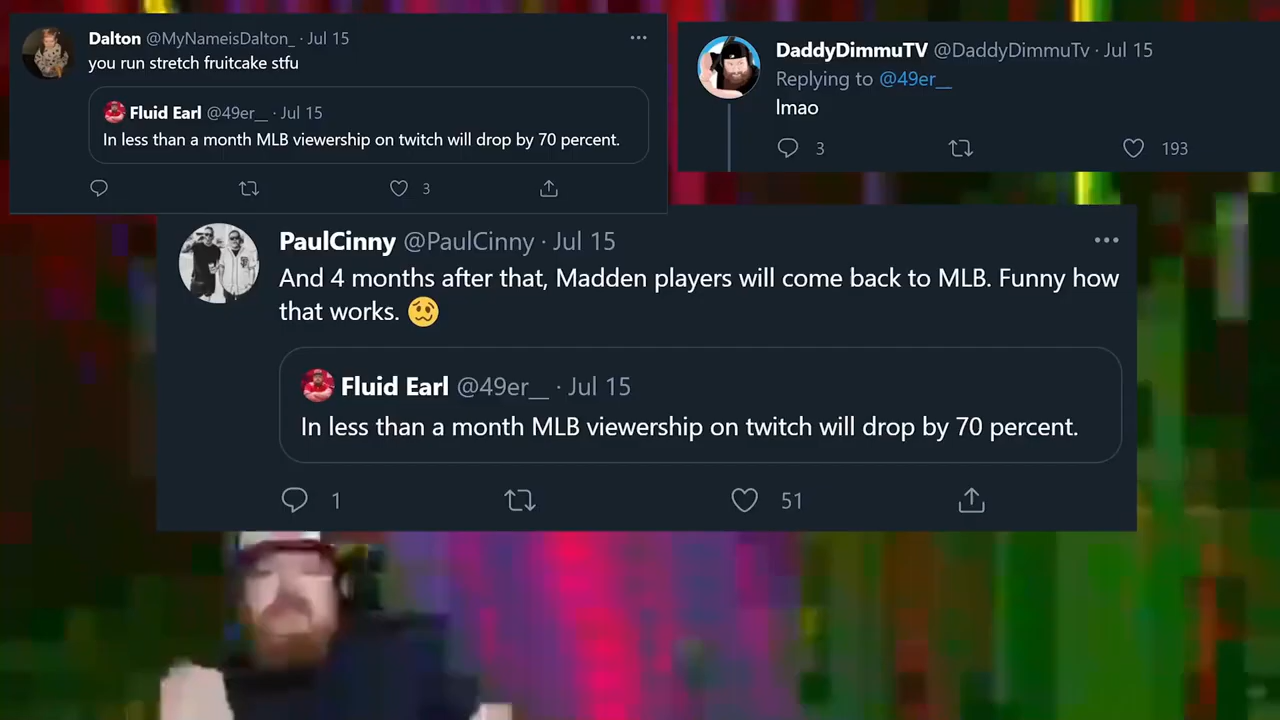 Dalton @MyNameisDalton_ · Jul 15
you run stretch fruitcake stfu
Fluid Earl @49er__ · Jul 15
In less than a month MLB viewership on twitch will drop by 70 percent.
3
DaddyDimmuTV @DaddyDimmuTv · Jul 15
Replying to @49er__
lmao
3 193
PaulCinny @PaulCinny · Jul 15
And 4 months after that, Madden players will come back to MLB. Funny how
that works. 🥴
Fluid Earl @49er__ · Jul 15
In less than a month MLB viewership on twitch will drop by 70 percent.
1 51